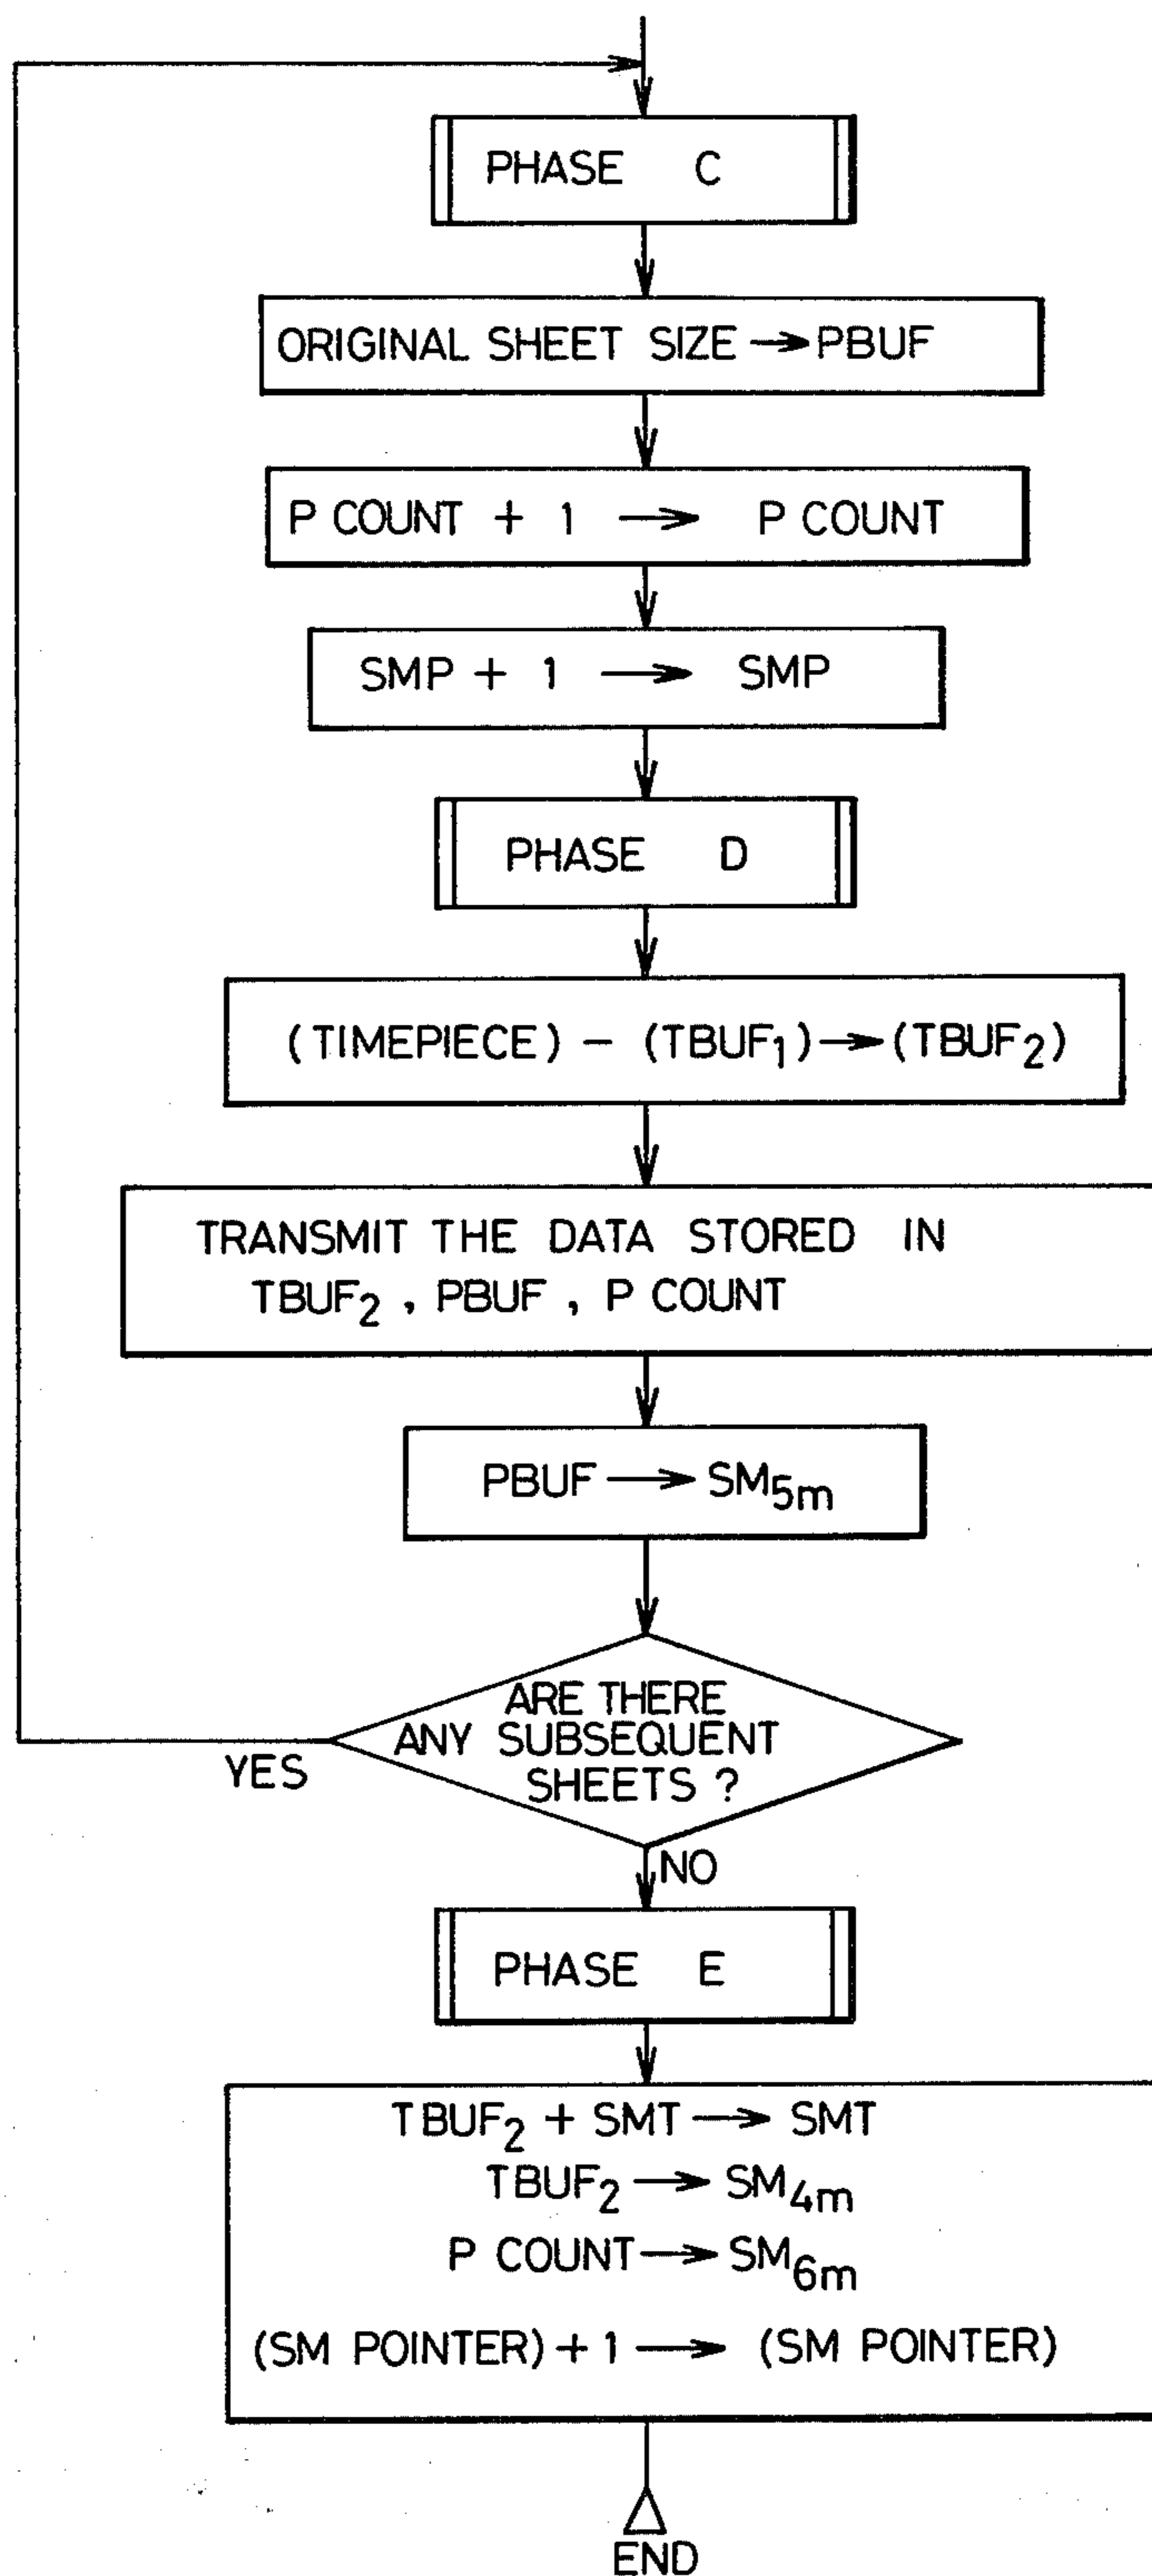 PHASE C
ORIGINAL SHEET SIZE → PBUF
P COUNT + 1 → P COUNT
SMP + 1 → SMP
PHASE D
(TIMEPIECE) - (TBUF1) → (TBUF2)
TRANSMIT THE DATA STORED IN
TBUF2 , PBUF , P COUNT
PBUF → SM5m
ARE THERE
ANY SUBSEQUENT
SHEETS ?
YES
NO
PHASE E
TBUF2 + SMT → SMT
TBUF2 → SM4m
P COUNT → SM6m
(SM POINTER) + 1 → (SM POINTER)
END